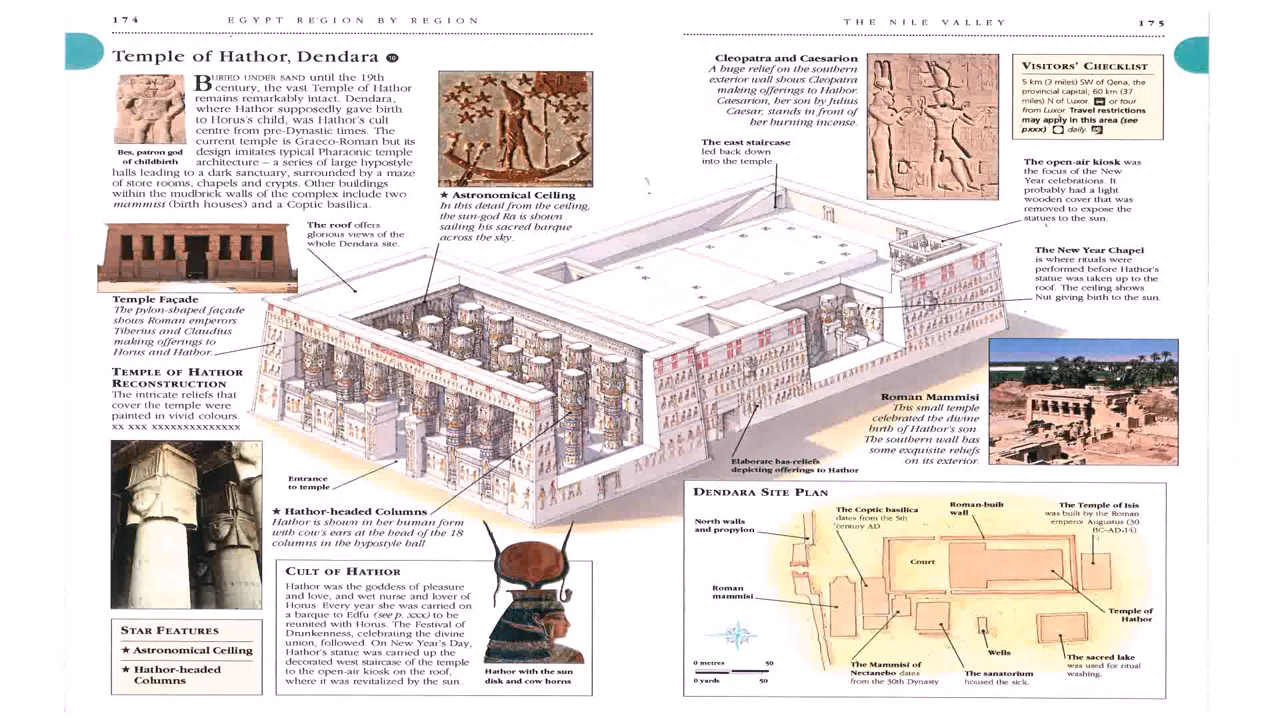 174
EGYPT REGION BY REGION
Temple of Hathor, Dendara 10
BURIED UNDER SAND until the 19th
century, the vast Temple of Hathor
remains remarkably intact. Dendara,
where Hathor supposedly gave birth
to Horus's child, was Hathor's cult
centre from pre-Dynastic times. The
current temple is Graeco-Roman but its
design imitates typical Pharaonic temple
architecture – a series of large hypostyle
halls leading to a dark sanctuary, surrounded by a maze
of store rooms, chapels and crypts. Other buildings
within the mudbrick walls of the complex include two
mammisi (birth houses) and a Coptic basilica.
Bes, patron god
of childbirth
★ Astronomical Ceiling
In this detail from the ceiling,
the sun-god Ra is shown
sailing his sacred barque
across the sky.
The roof offers
glorious views of the
whole Dendara site.
Temple Façade
The pylon-shaped façade
shows Roman emperors
Tiberius and Claudius
making offerings to
Horus and Hathor.
TEMPLE OF HATHOR
RECONSTRUCTION
The intricate reliefs that
cover the temple were
painted in vivid colours.
xx xxx xxxxxxxxxxxxxx
Entrance
to temple
★ Hathor-headed Columns
Hathor is shown in her human form
with cow's ears at the head of the 18
columns in the hypostyle hall.
CULT OF HATHOR
Hathor was the goddess of pleasure
and love, and wet nurse and lover of
Horus. Every year she was carried on
a barque to Edfu (see p. xxx) to be
reunited with Horus. The Festival of
Drunkenness, celebrating the divine
union, followed. On New Year's Day,
Hathor's statue was carried up the
decorated west staircase of the temple
to the open-air kiosk on the roof,
where it was revitalized by the sun.
Hathor with the sun
disk and cow horns
STAR FEATURES
★ Astronomical Ceiling
★ Hathor-headed
Columns
THE NILE VALLEY
175
Cleopatra and Caesarion
A huge relief on the southern
exterior wall shows Cleopatra
making offerings to Hathor.
Caesarion, her son by Julius
Caesar, stands in front of
her burning incense.
The east staircase
led back down
into the temple.
VISITORS' CHECKLIST
5 km (3 miles) SW of Qena, the
provincial capital; 60 km (37
miles) N of Luxor. or tour
from Luxor. Travel restrictions
may apply in this area (see
pxxx) daily.
The open-air kiosk was
the focus of the New
Year celebrations. It
probably had a light
wooden cover that was
removed to expose the
statues to the sun.
The New Year Chapel
is where rituals were
performed before Hathor's
statue was taken up to the
roof. The ceiling shows
Nut giving birth to the sun.
Roman Mammisi
This small temple
celebrated the divine
birth of Hathor's son.
The southern wall has
some exquisite reliefs
on its exterior.
Elaborate bas-reliefs
depicting offerings to Hathor
DENDARA SITE PLAN
North walls
and propylon
The Coptic basilica
dates from the 5th
century AD
Roman-built
wall
The Temple of Isis
was built by the Roman
emperor Augustus (30
BC–AD-14).
Court
Roman
mammisi
Temple of
Hathor
0 metres 50
0 yards 50
The Mammisi of
Nectanebo dates
from the 30th Dynasty
The sanatorium
housed the sick.
Wells
The sacred lake
was used for ritual
washing.